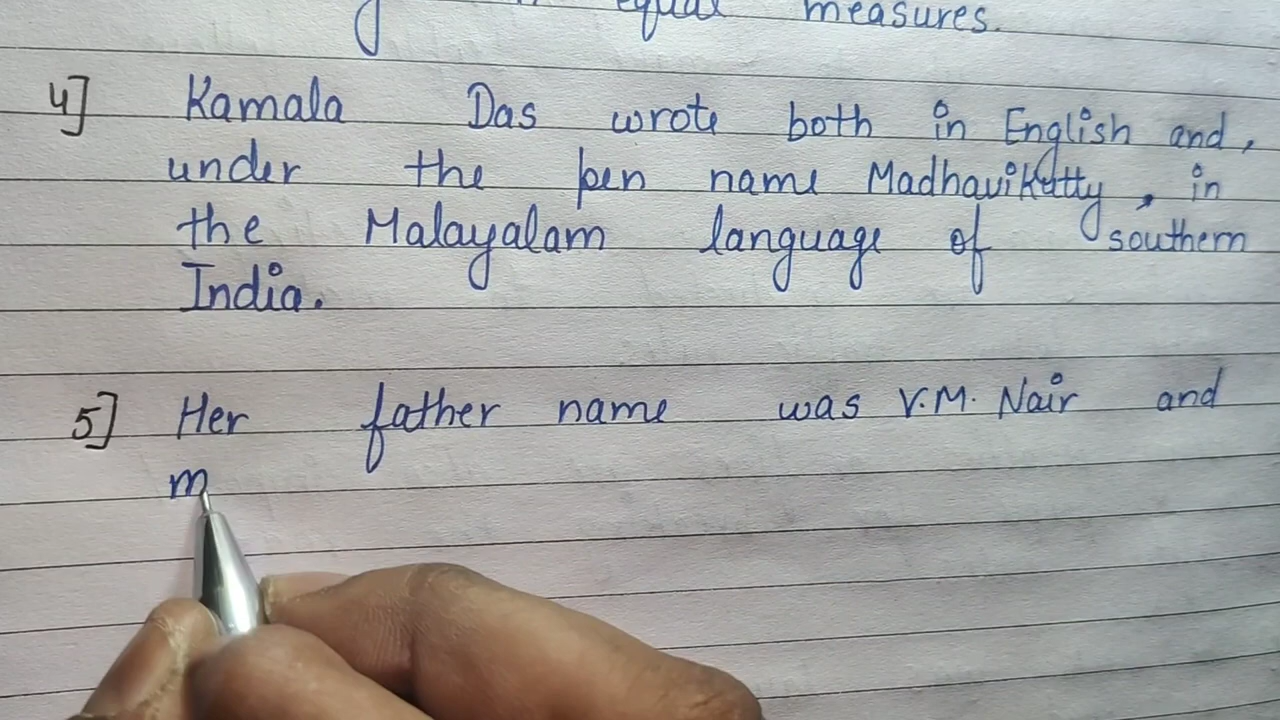 equal measures.
4] Kamala Das wrote both in English and,
under the pen name Madhavikutty, in
the Malayalam language of southern
India.
5] Her father name was V.M. Nair and
m